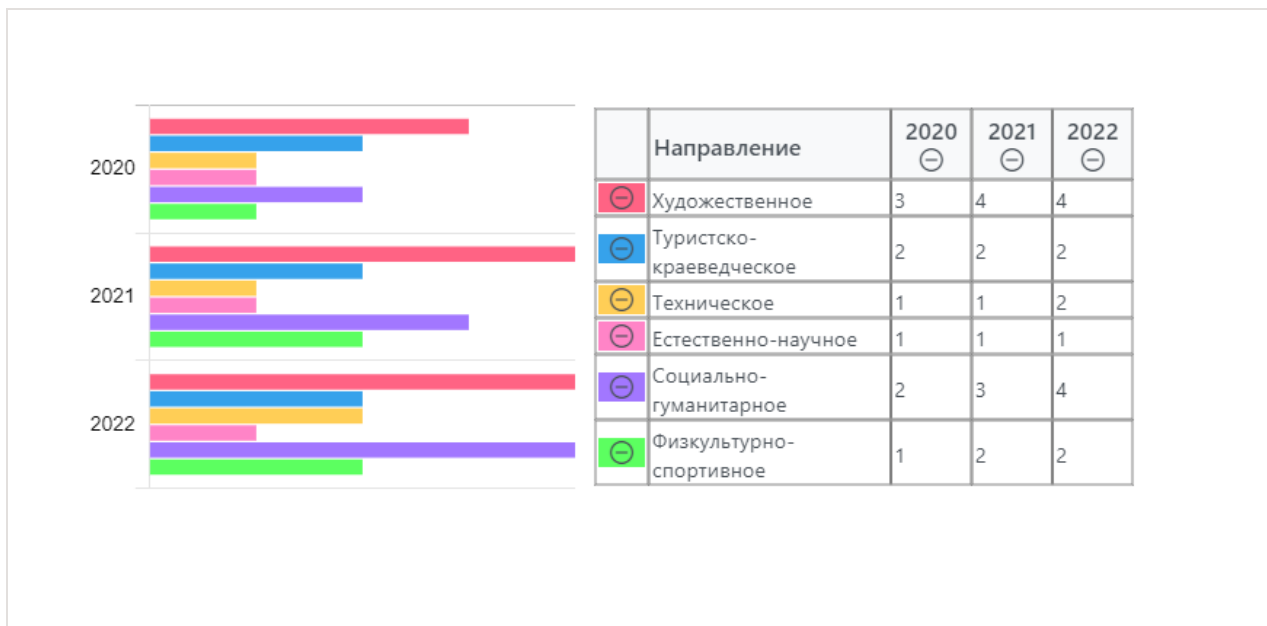 2020
2021
2022
Направление 2020 2021 2022
Художественное 3 4 4
Туристско-
краеведческое 2 2 2
Техническое 1 1 2
Естественно-научное 1 1 1
Социально-
гуманитарное 2 3 4
Физкультурно-
спортивное 1 2 2